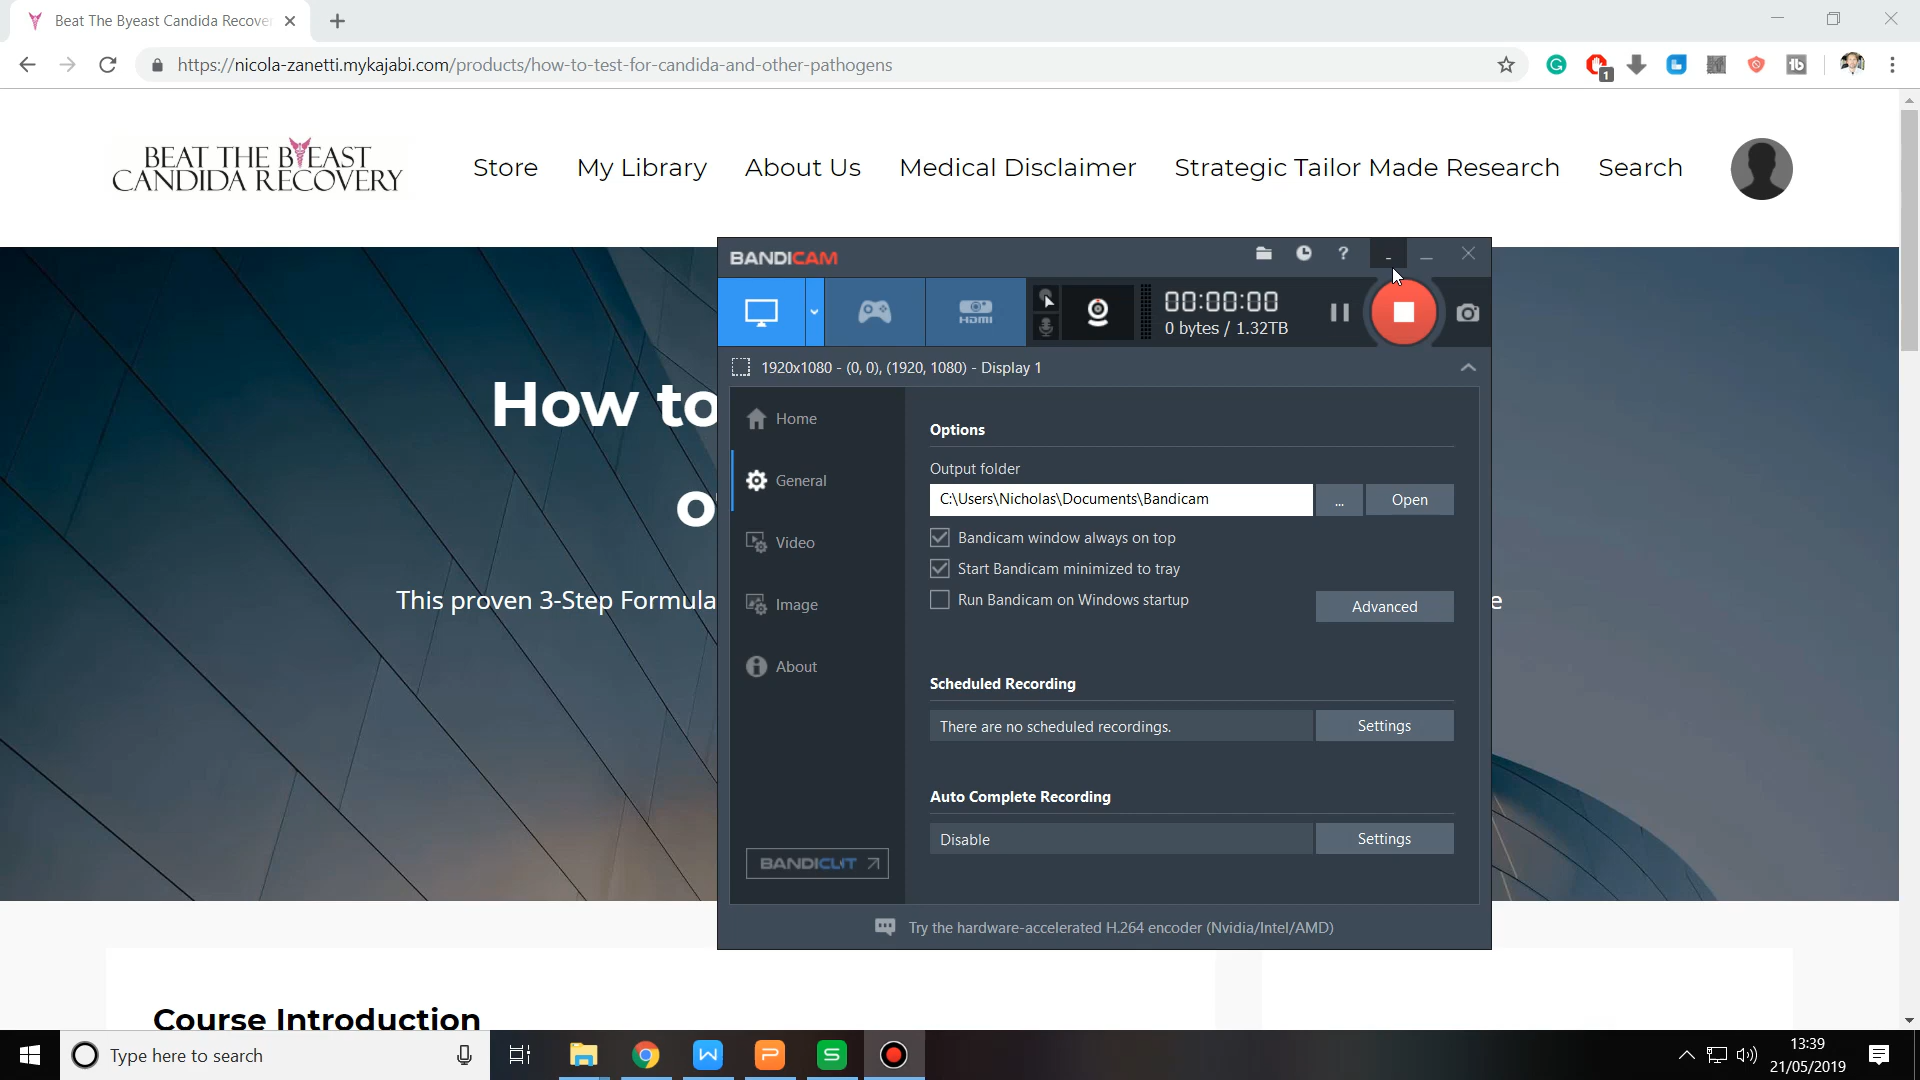 Beat The Byeast Candida Recover
https://nicola-zanetti.mykajabi.com/products/how-to-test-for-candida-and-other-pathogens
1
BEAT THE BYEAST
CANDIDA RECOVERY
Store
My Library
About Us
Medical Disclaimer
Strategic Tailor Made Research
Search
How to
o
This proven 3-Step Formula
e
BANDICAM
?
HDMI
00:00:00
0 bytes / 1.32TB
1920x1080 - (0, 0), (1920, 1080) - Display 1
Home
General
Video
Image
About
BANDICUT
Options
Output folder
C:\Users\Nicholas\Documents\Bandicam
...
Open
Bandicam window always on top
Start Bandicam minimized to tray
Run Bandicam on Windows startup
Advanced
Scheduled Recording
There are no scheduled recordings.
Settings
Auto Complete Recording
Disable
Settings
Try the hardware-accelerated H.264 encoder (Nvidia/Intel/AMD)
Course Introduction
Type here to search
13:39
21/05/2019